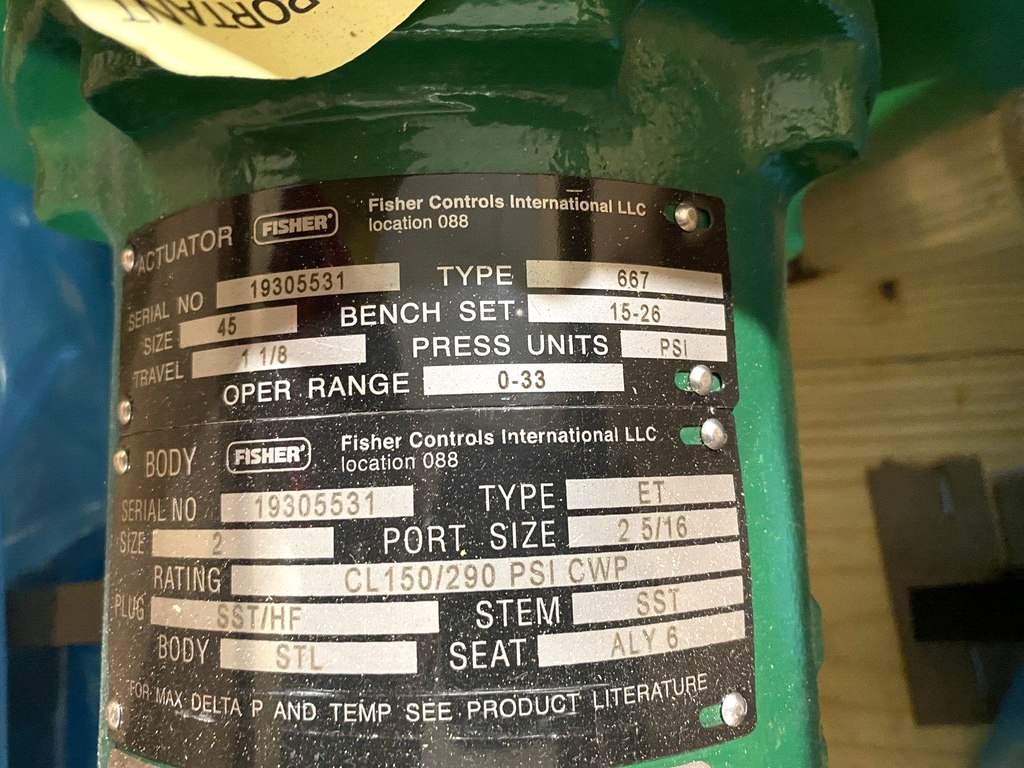 PORTANT
ACTUATOR FISHER® Fisher Controls International LLC
location 088
SERIAL NO 19305531 TYPE 667
SIZE 45 BENCH SET 15-26
TRAVEL 1 1/8 PRESS UNITS PSI
OPER RANGE 0-33
BODY FISHER® Fisher Controls International LLC
location 088
SERIAL NO 19305531 TYPE ET
SIZE 2 PORT SIZE 2 5/16
RATING CL150/290 PSI CWP
PLUG SST/HF STEM SST
BODY STL SEAT ALY 6
FOR MAX DELTA P AND TEMP SEE PRODUCT LITERATURE